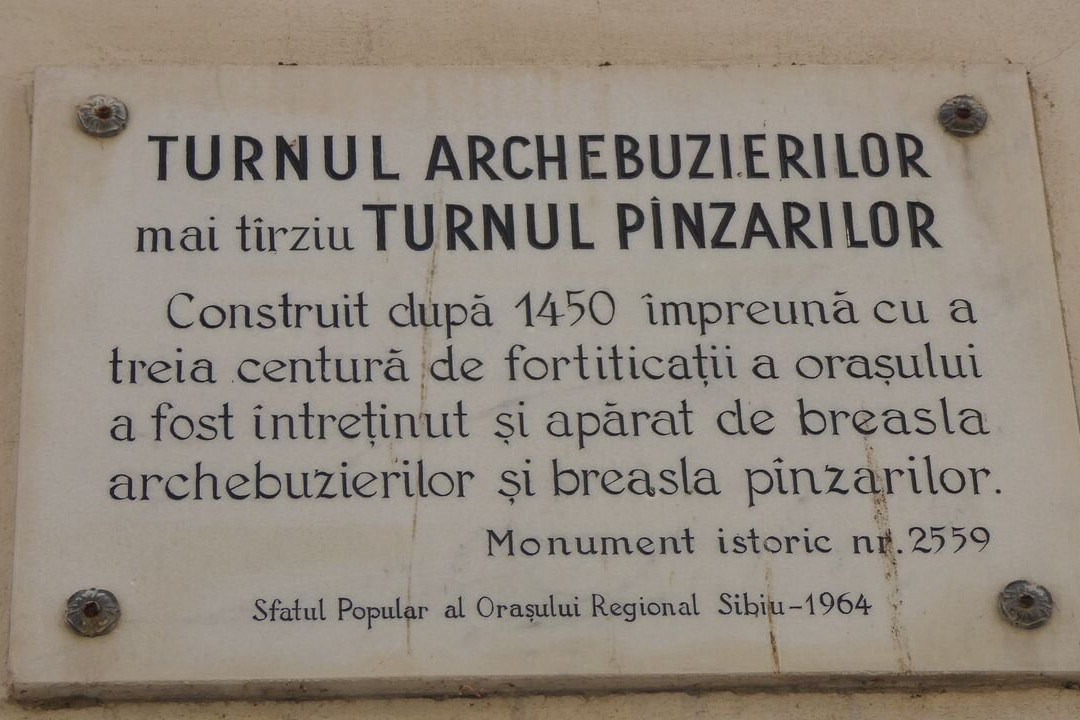 TURNUL ARCHEBUZIERILOR
mai tîrziu TURNUL PÎNZARILOR
Construit după 1450 împreună cu a
treia centură de fortiticații a orașului
a fost întreținut și apărat de breasla
archebuzierilor și breasla pînzarilor.
Monument istoric nr. 2559
Sfatul Popular al Orașului Regional Sibiu-1964